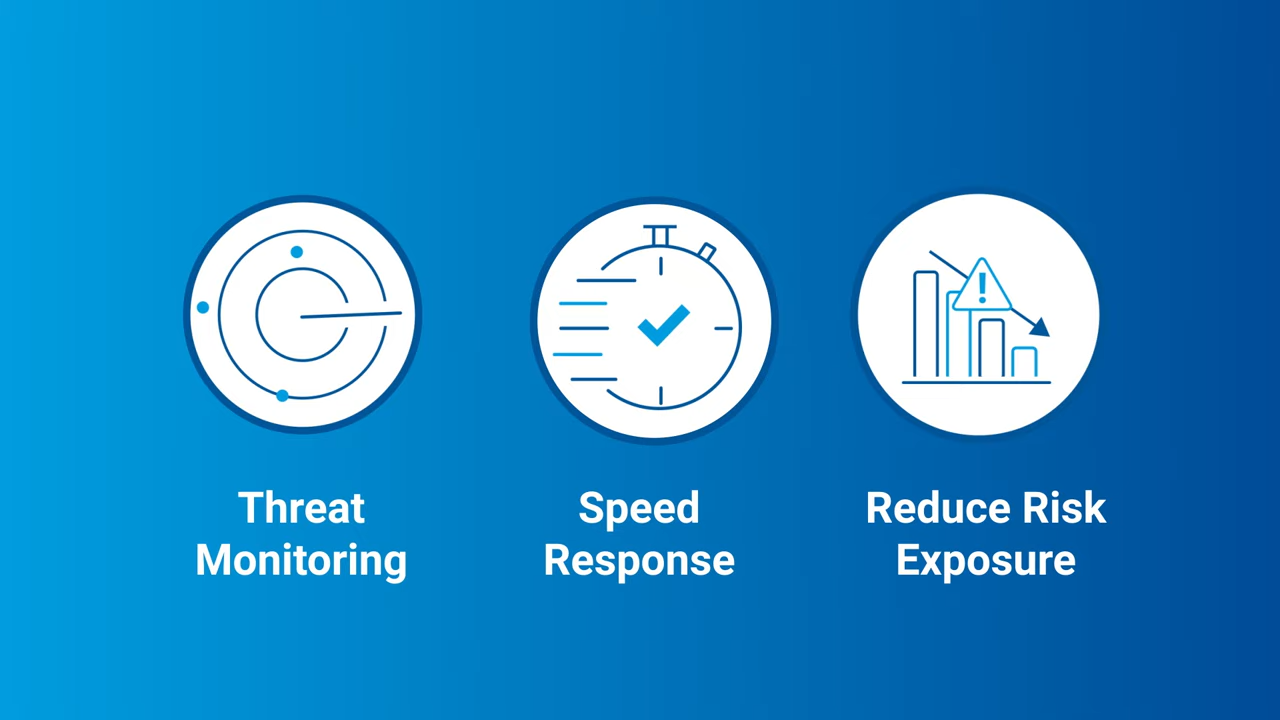 Threat
Monitoring
Speed
Response
Reduce Risk
Exposure